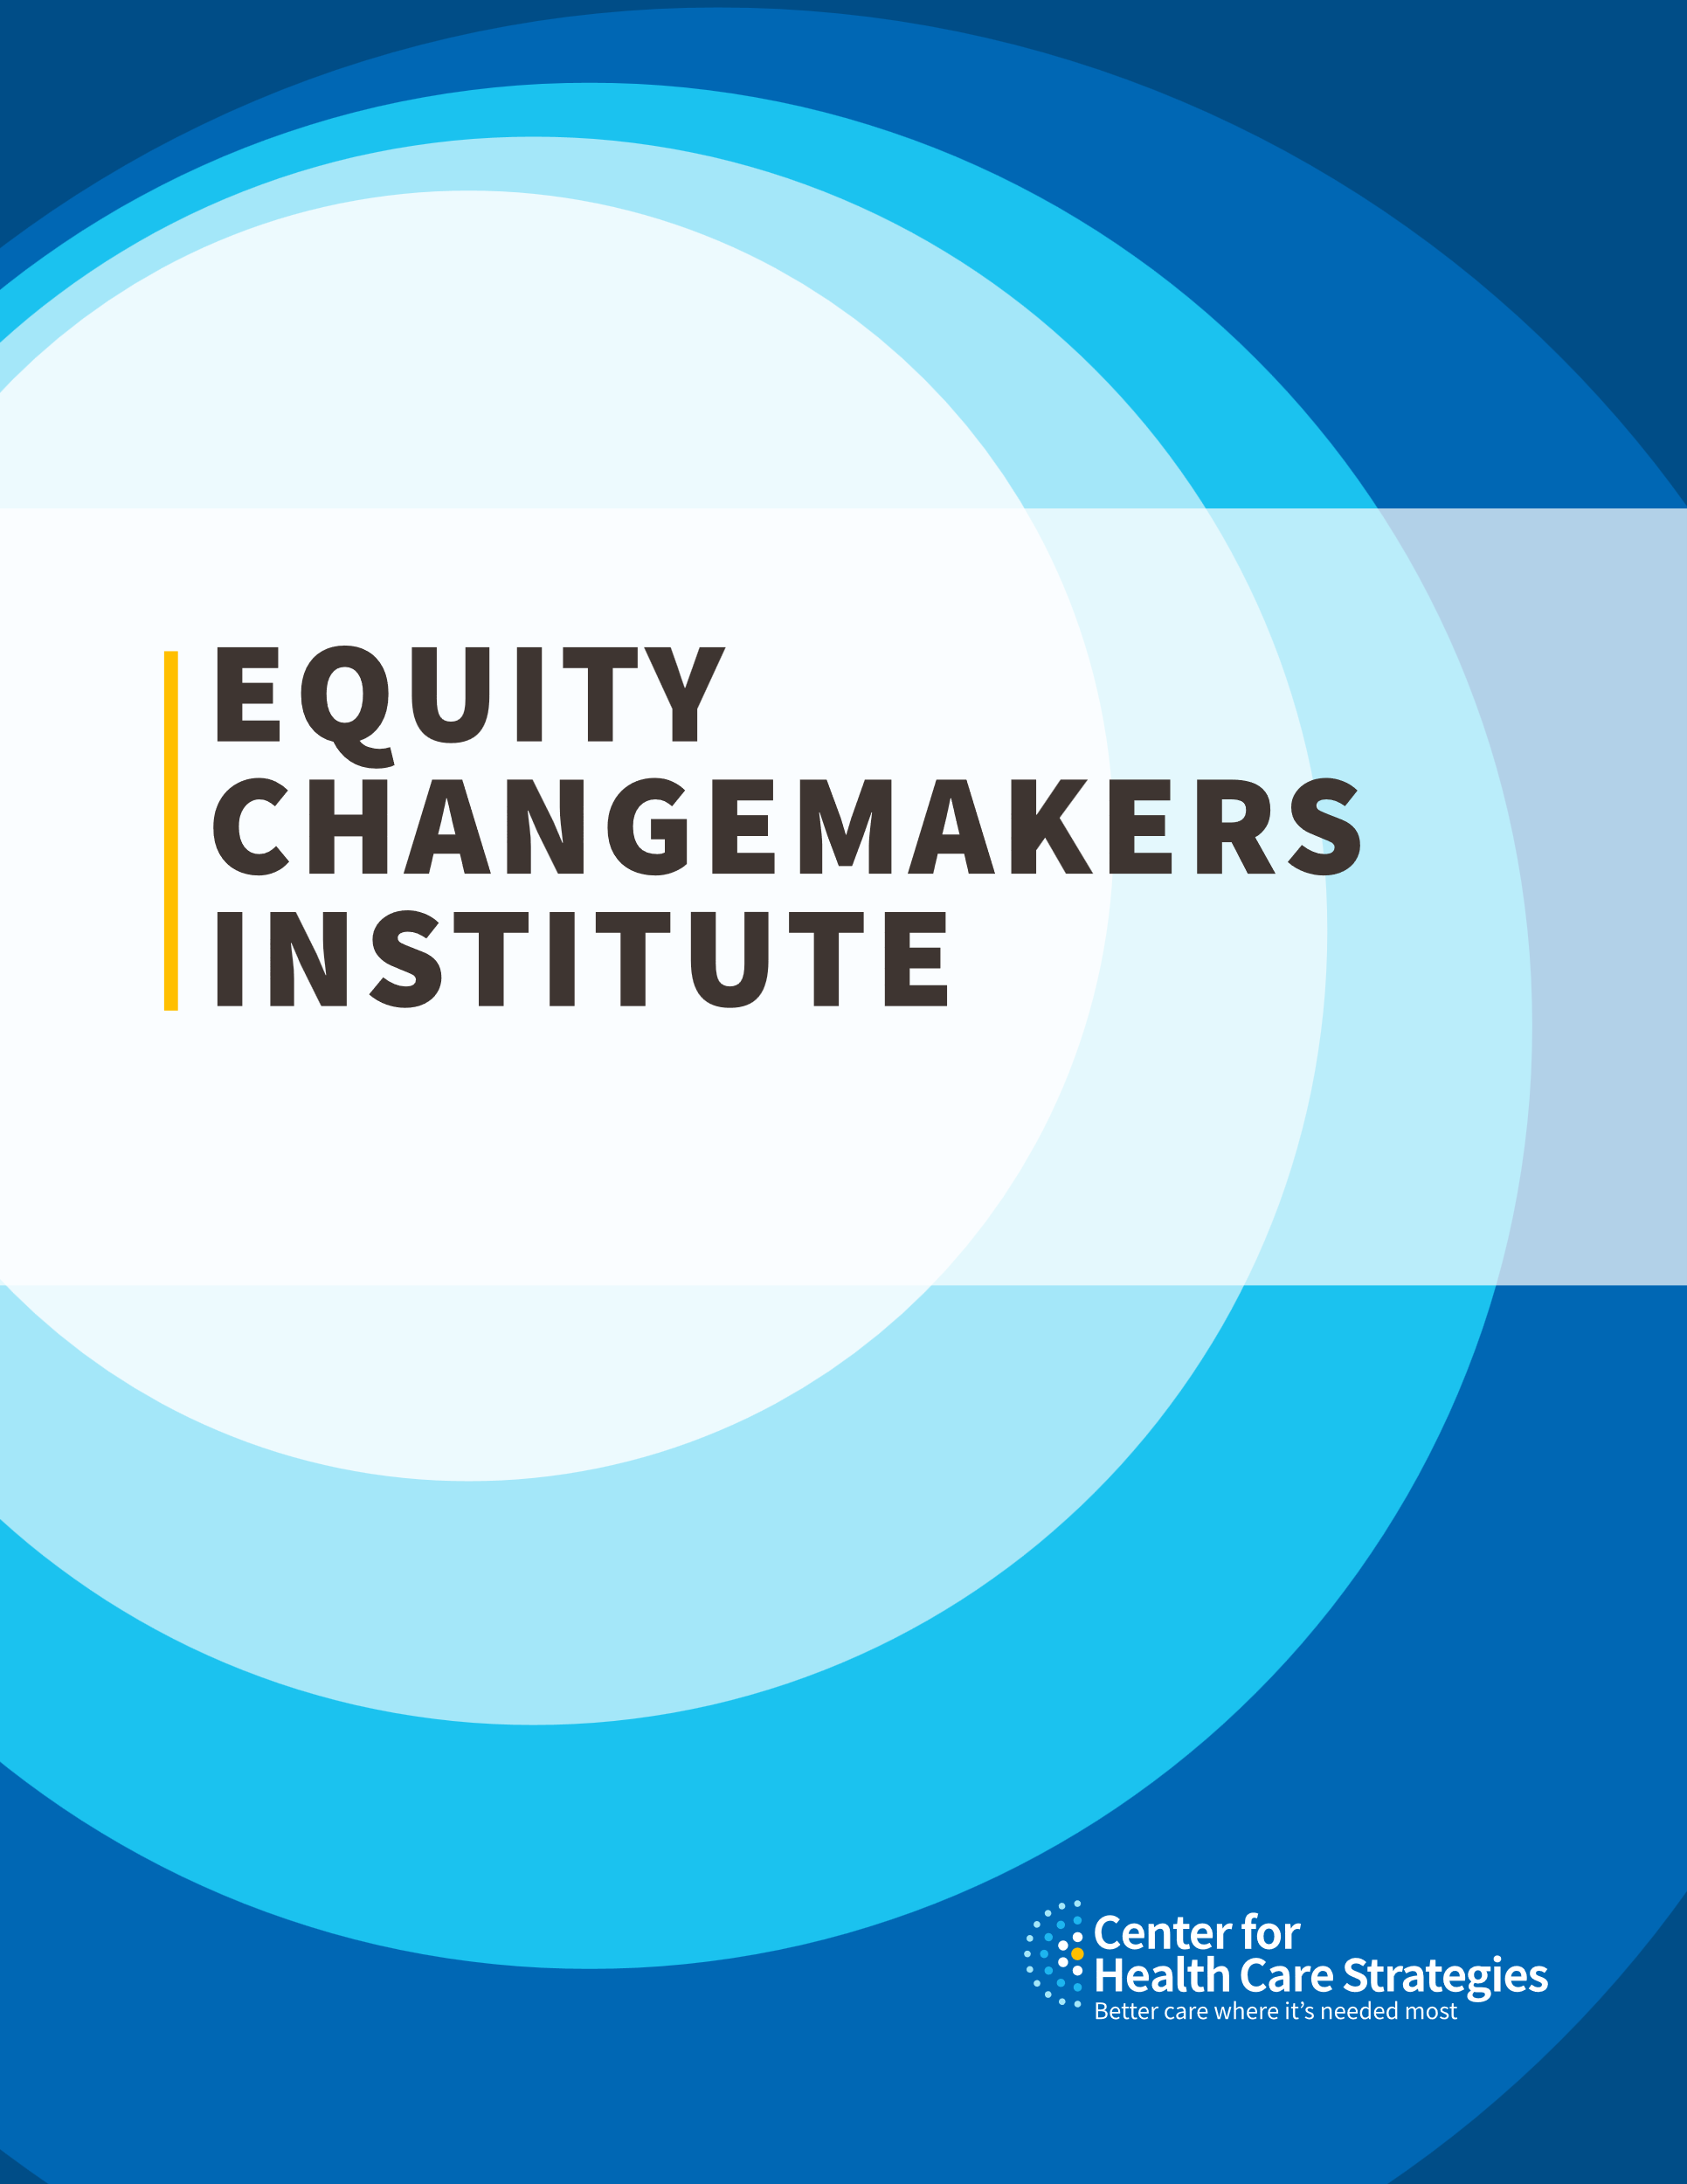 EQUITY
CHANGEMAKERS
INSTITUTE
Center for
Health Care Strategies
Better care where it’s needed most